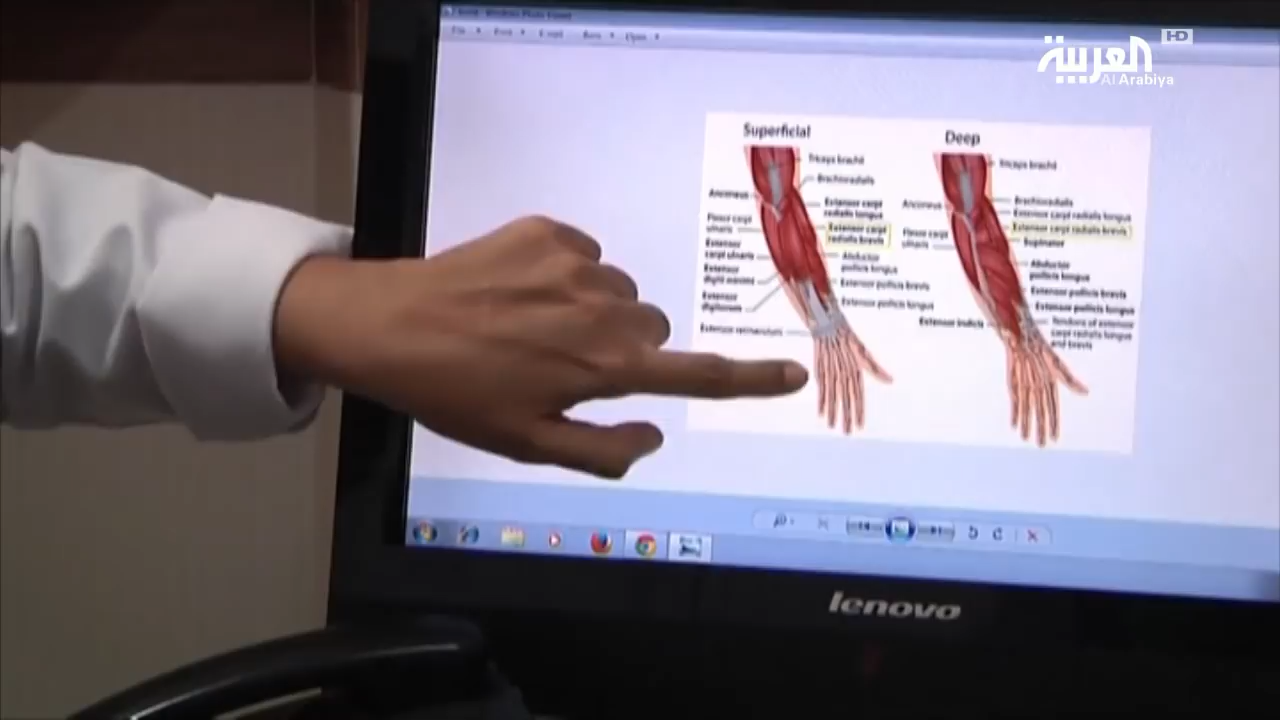 العربية HD
Al Arabiya
Superficial
Triceps brachii
Brachioradialis
Anconeus
Extensor carpi
radialis longus
Flexor carpi
ulnaris
Extensor carpi
radialis brevis
Extensor
carpi ulnaris
Abductor
pollicis longus
Extensor
digiti minimi
Extensor pollicis brevis
Extensor
digitorum
Extensor pollicis longus
Extensor retinaculum
Deep
Triceps brachii
Anconeus
Brachioradialis
Extensor carpi radialis longus
Extensor carpi radialis brevis
Flexor carpi
ulnaris
Supinator
Abductor
pollicis longus
Extensor pollicis brevis
Extensor pollicis longus
Extensor indicis
Tendons of extensor
carpi radialis longus
and brevis
lenovo